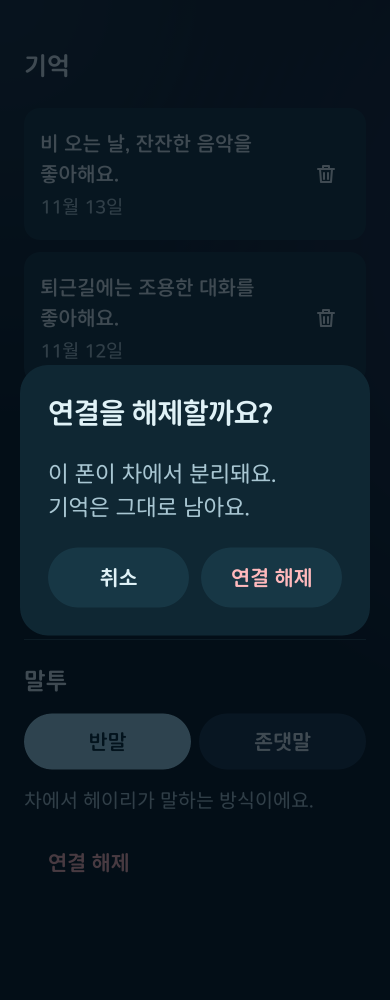 기억
비 오는 날, 잔잔한 음악을
좋아해요.
11월 13일
퇴근길에는 조용한 대화를
좋아해요.
11월 12일
연결을 해제할까요?
이 폰이 차에서 분리돼요.
기억은 그대로 남아요.
취소
연결 해제
말투
반말
존댓말
차에서 헤이리가 말하는 방식이에요.
연결 해제